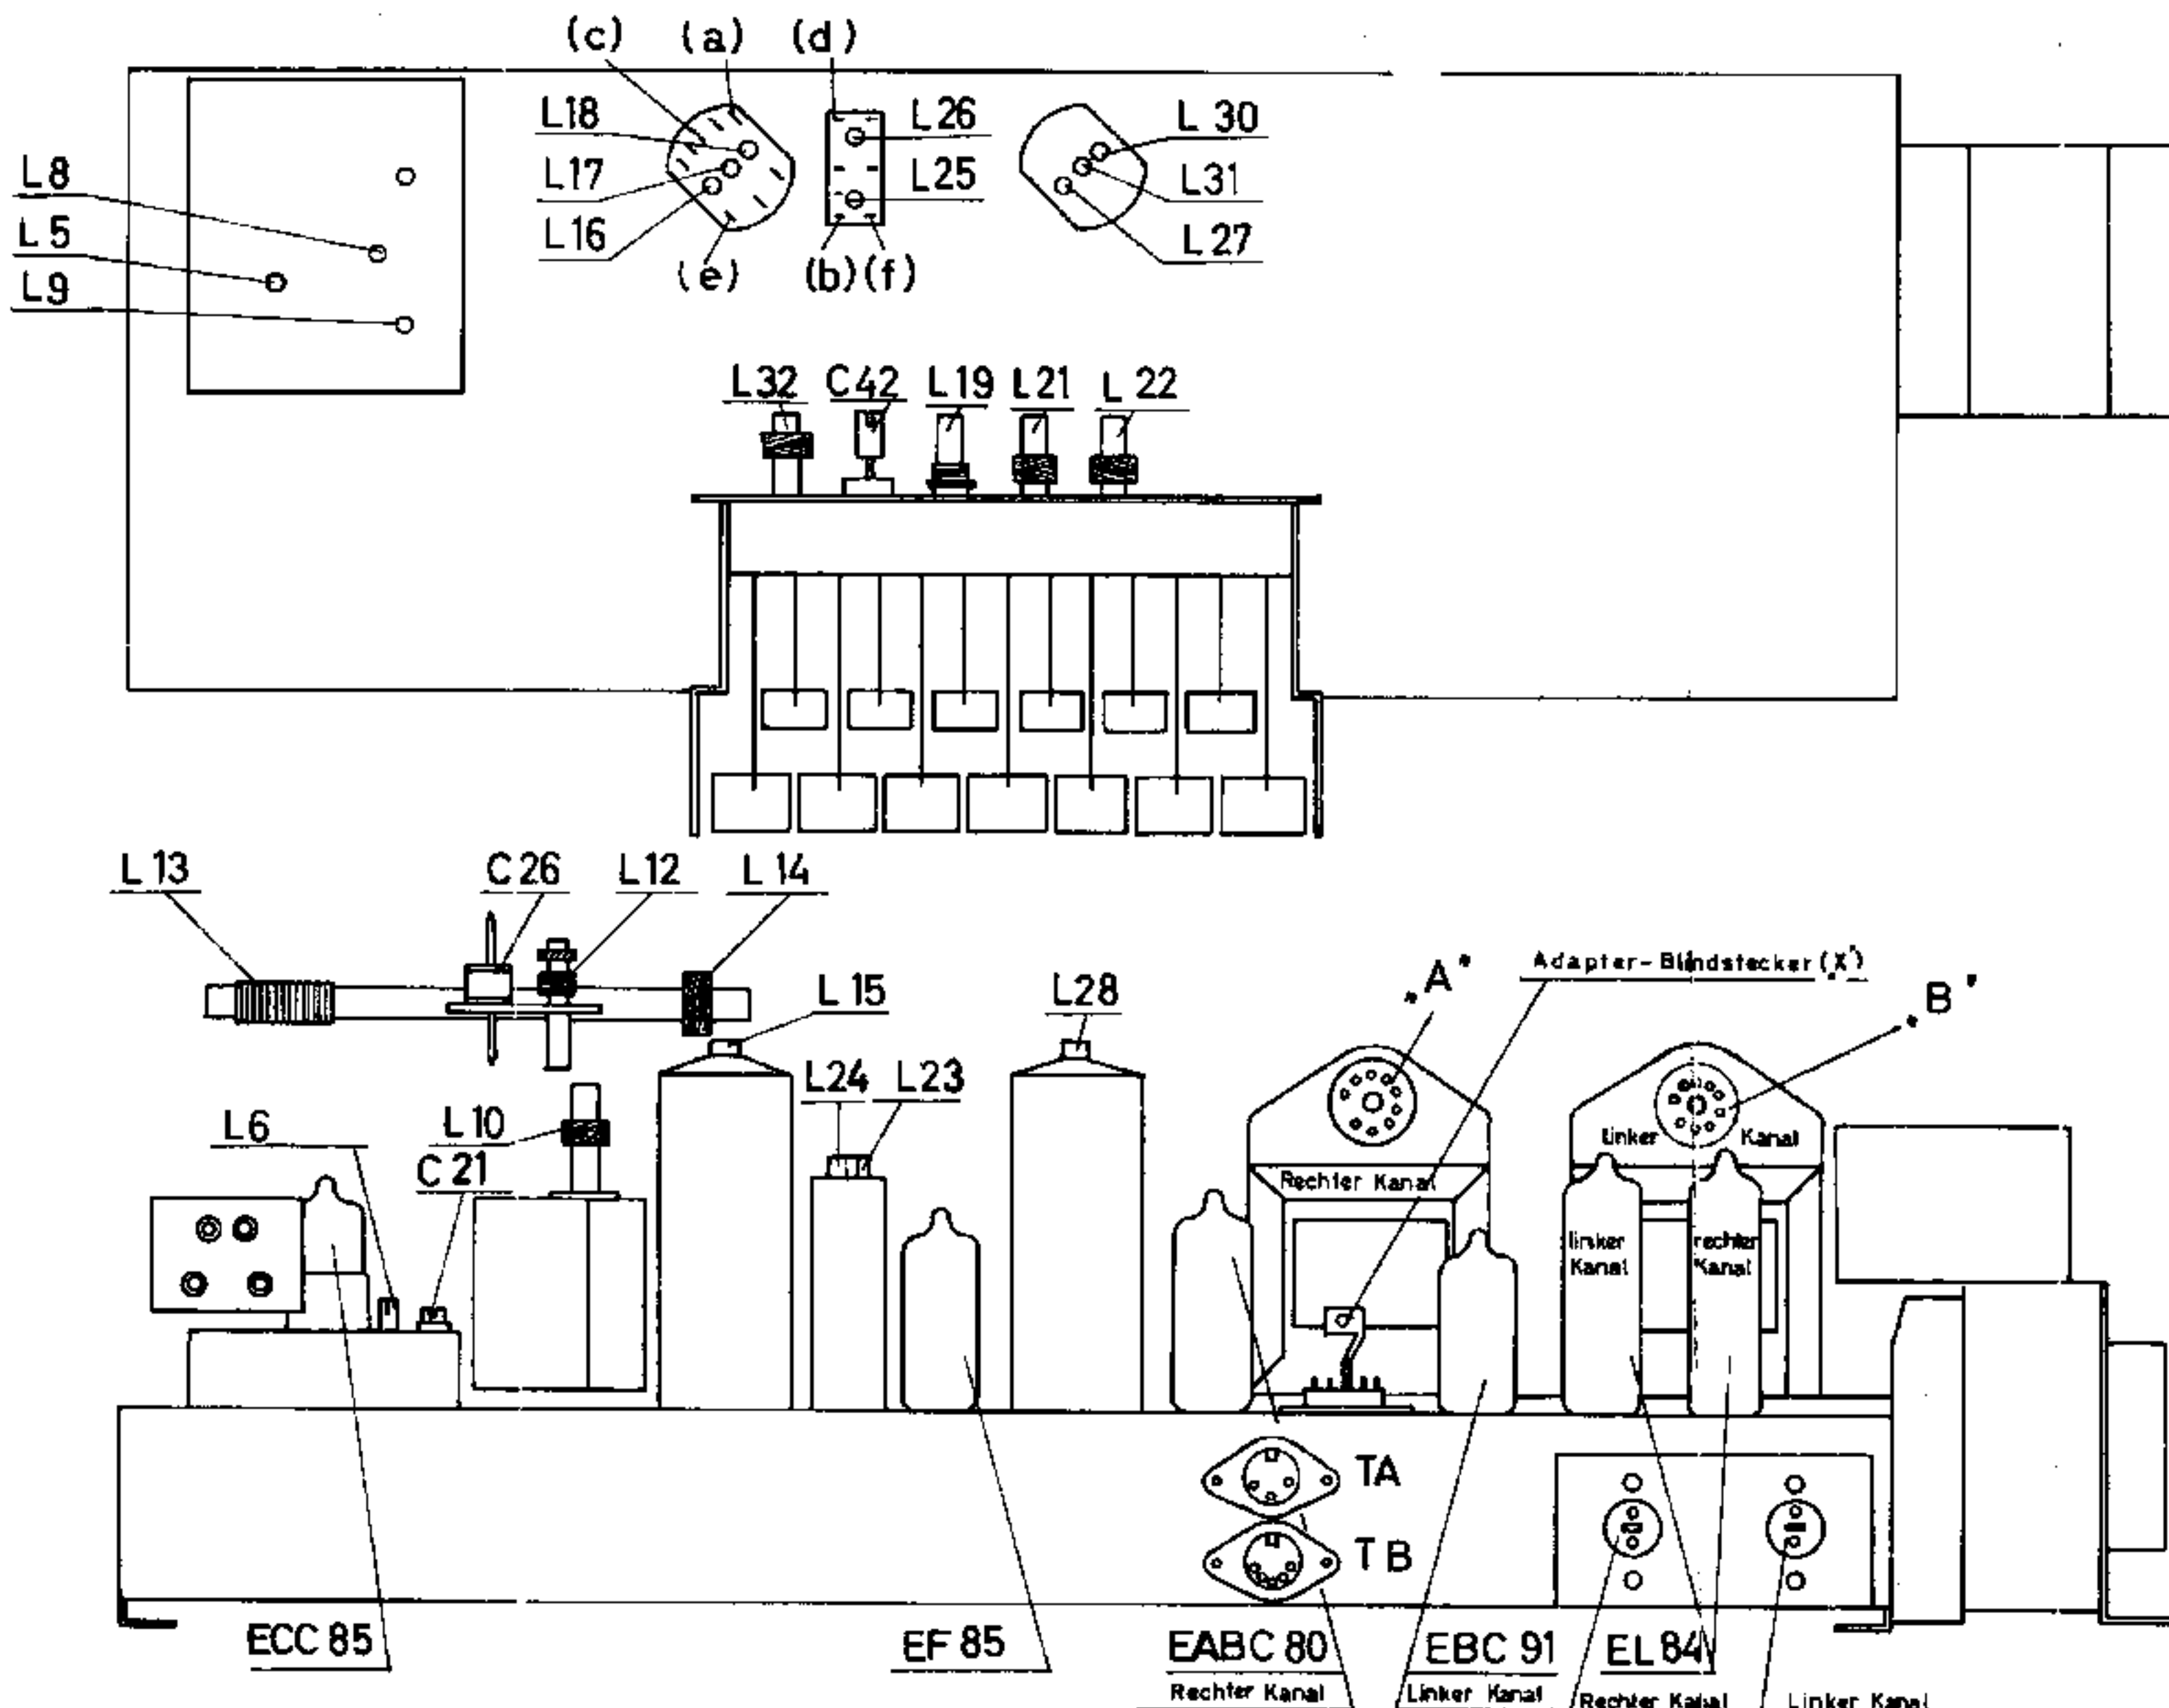 (c) (a) (d)
L18 L26 L 30
L8 L17 L25 L31
L5 L16 L27
L9 (e) (b) (f)
L32 C42 L19 L21 L 22
L 13 C 26 L12 L 14
Adapter-Blindstecker („X")
„A" „B"
L 15 L28
L24 L23
L6 L10
C 21
Linker Kanal
Rechter Kanal
linker Kanal
rechter Kanal
TA
TB
ECC 85 EF 85 EABC 80 EBC 91 EL 84
Rechter Kanal Linker Kanal Rechter Kanal Linker Kanal